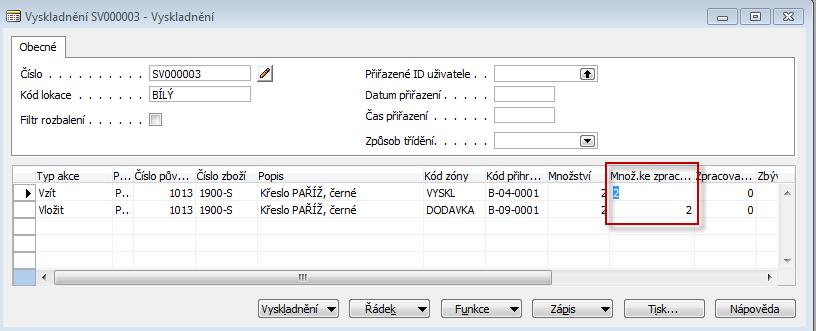 Vyskladnění SV000003 - Vyskladnění
Obecné
Číslo . . . . . . . . . . SV000003
Přiřazené ID uživatele . .
Kód lokace . . . . . . . BÍLÝ
Datum přiřazení . . . . .
Filtr rozbalení . . . . . .
Čas přiřazení . . . . . .
Způsob třídění. . . . . .
Typ akce P... Číslo pův... Číslo zboží Popis Kód zóny Kód přihr... Množství Množ.ke zprac... Zpracova... Zbýv
Vzít P... 1013 1900-S Křeslo PAŘÍŽ, černé VYSKL B-04-0001 2 2 0
Vložit P... 1013 1900-S Křeslo PAŘÍŽ, černé DODAVKA B-09-0001 2 2 0
Vyskladnění Řádek Funkce Zápis Tisk... Nápověda